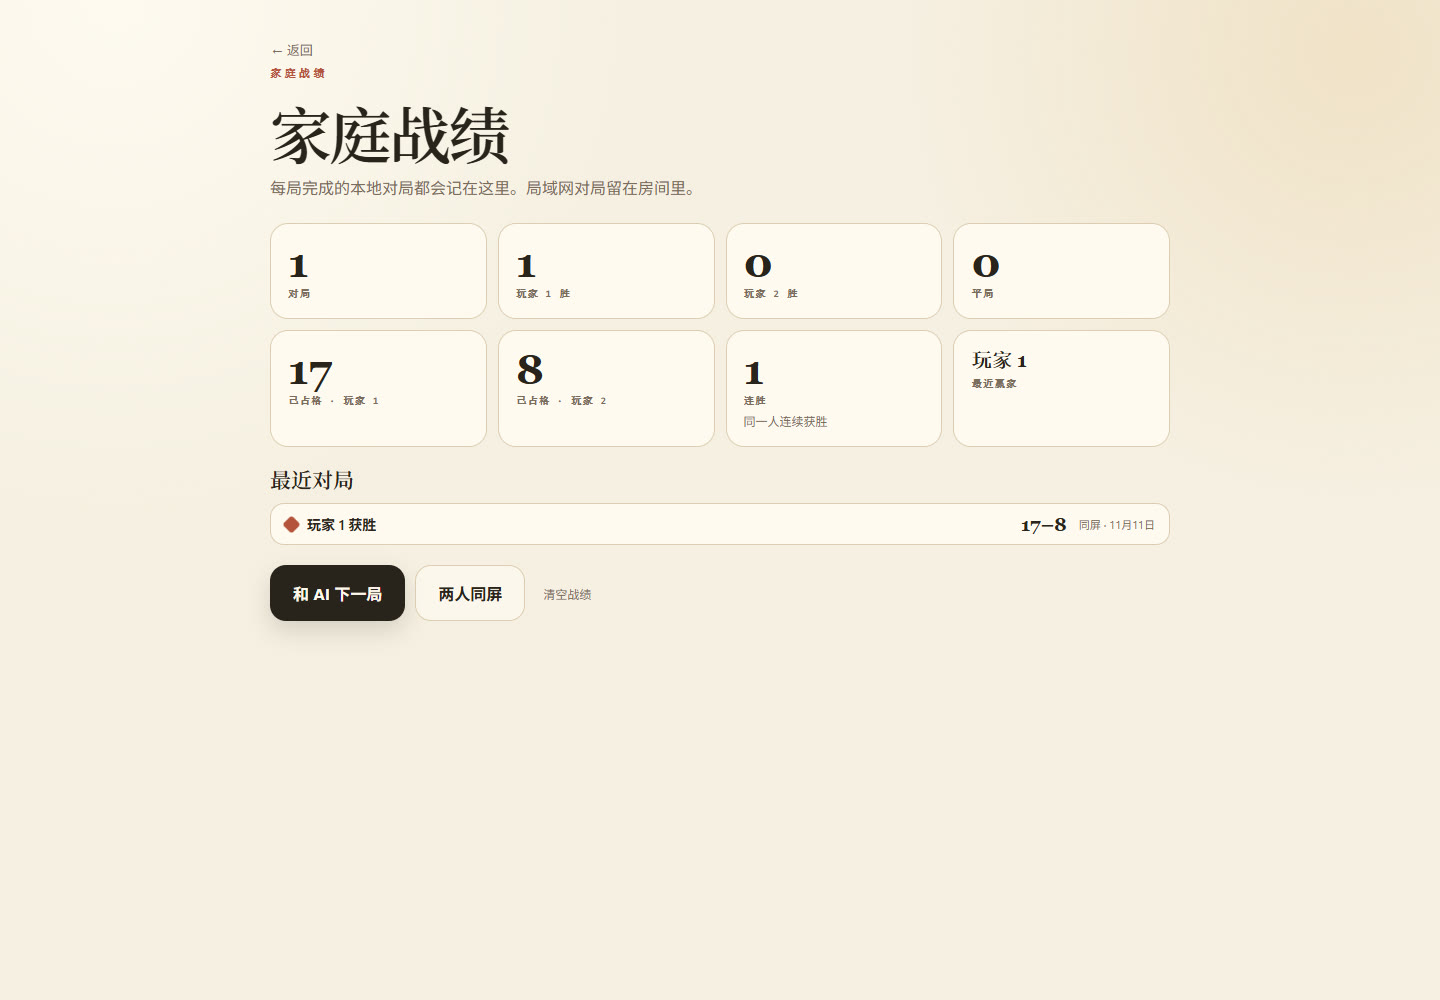 ← 返回
家庭战绩
家庭战绩
每局完成的本地对局都会记在这里。局域网对局留在房间里。
1
对局
1
玩家 1 胜
0
玩家 2 胜
0
平局
17
己占格 · 玩家 1
8
己占格 · 玩家 2
1
连胜
同一人连续获胜
玩家 1
最近赢家
最近对局
玩家 1 获胜
17–8 同屏 · 11月11日
和 AI 下一局
两人同屏
清空战绩